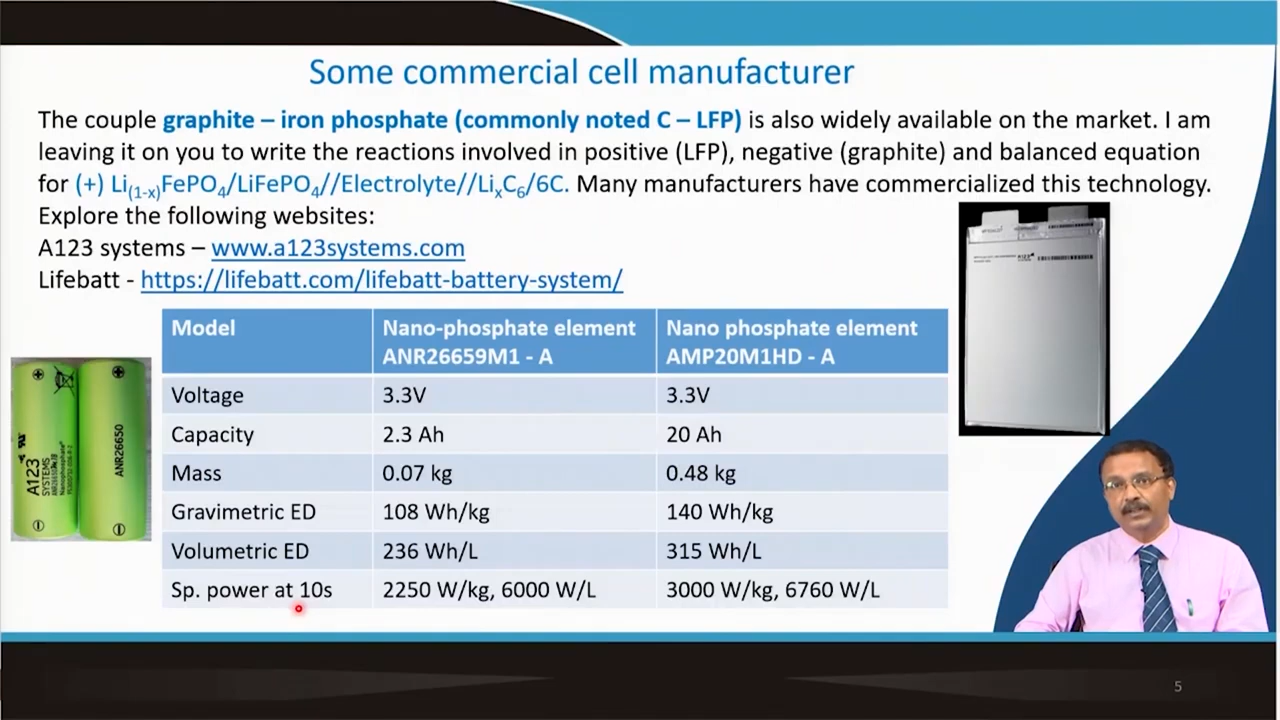 Some commercial cell manufacturer
The couple graphite – iron phosphate (commonly noted C – LFP) is also widely available on the market. I am
leaving it on you to write the reactions involved in positive (LFP), negative (graphite) and balanced equation
for (+) Li(1-x)FePO4/LiFePO4//Electrolyte//LixC6/6C. Many manufacturers have commercialized this technology.
Explore the following websites:
A123 systems – www.a123systems.com
Lifebatt - https://lifebatt.com/lifebatt-battery-system/
Model
Nano-phosphate element
ANR26659M1 - A
Nano phosphate element
AMP20M1HD - A
Voltage 3.3V 3.3V
Capacity 2.3 Ah 20 Ah
Mass 0.07 kg 0.48 kg
Gravimetric ED 108 Wh/kg 140 Wh/kg
Volumetric ED 236 Wh/L 315 Wh/L
Sp. power at 10s 2250 W/kg, 6000 W/L 3000 W/kg, 6760 W/L
A123
SYSTEMS
ANR26650
A123
5